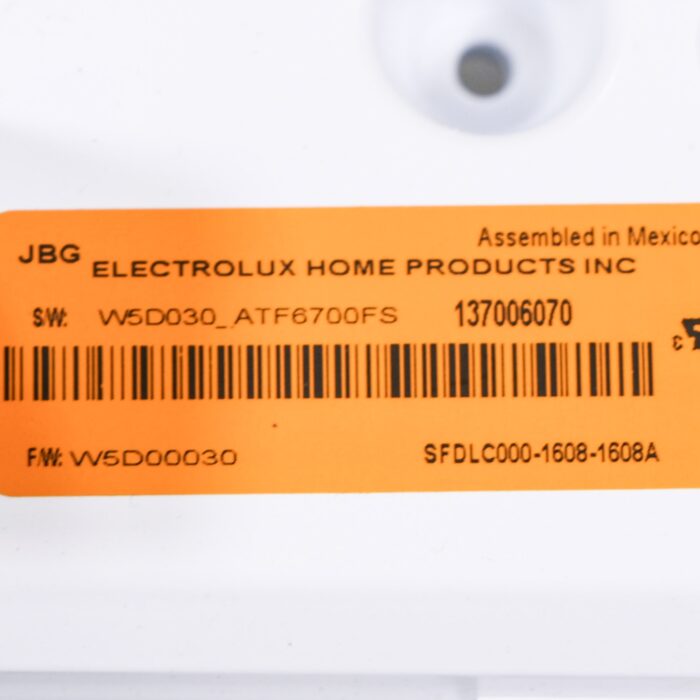 Assembled in Mexico
JBG
ELECTROLUX HOME PRODUCTS INC
S/W: W5D030_ATF6700FS 137006070
F/W: W5D00030 SFDLC000-1608-1608A